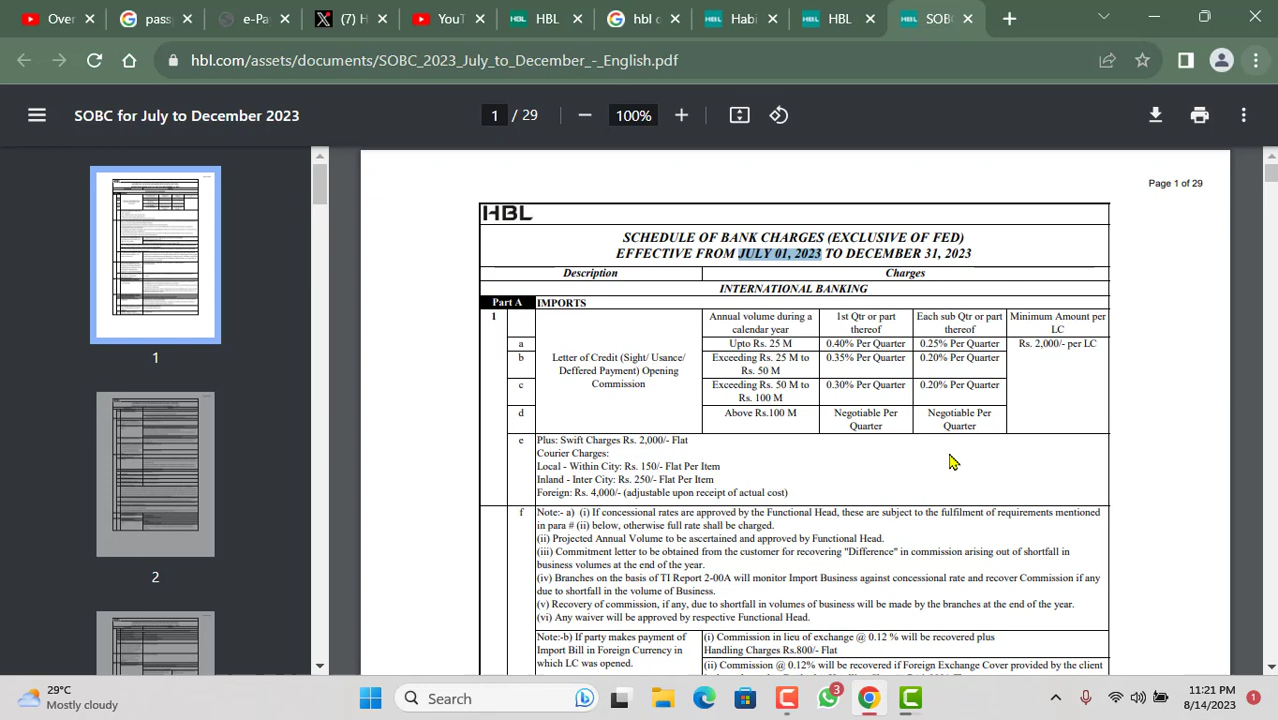 Over
pass
e-Pa
(7) H
YouT
HBL
hbl c
Habi
HBL
SOBC
hbl.com/assets/documents/SOBC_2023_July_to_December_-_English.pdf
SOBC for July to December 2023
1 / 29
100%
1
2
Page 1 of 29
HBL
SCHEDULE OF BANK CHARGES (EXCLUSIVE OF FED)
EFFECTIVE FROM JULY 01, 2023 TO DECEMBER 31, 2023
Description Charges
INTERNATIONAL BANKING
Part A IMPORTS
1 Annual volume during a calendar year 1st Qtr or part thereof Each sub Qtr or part thereof Minimum Amount per LC
a Upto Rs. 25 M 0.40% Per Quarter 0.25% Per Quarter Rs. 2,000/- per LC
Letter of Credit (Sight/ Usance/
Deffered Payment) Opening
Commission
b Exceeding Rs. 25 M to Rs. 50 M 0.35% Per Quarter 0.20% Per Quarter
c Exceeding Rs. 50 M to Rs. 100 M 0.30% Per Quarter 0.20% Per Quarter
d Above Rs.100 M Negotiable Per Quarter Negotiable Per Quarter
e Plus: Swift Charges Rs. 2,000/- Flat
Courier Charges:
Local - Within City: Rs. 150/- Flat Per Item
Inland - Inter City: Rs. 250/- Flat Per Item
Foreign: Rs. 4,000/- (adjustable upon receipt of actual cost)
f Note:- a) (i) If concessional rates are approved by the Functional Head, these are subject to the fulfilment of requirements mentioned
in para # (ii) below, otherwise full rate shall be charged.
(ii) Projected Annual Volume to be ascertained and approved by Functional Head.
(iii) Commitment letter to be obtained from the customer for recovering "Difference" in commission arising out of shortfall in
business volumes at the end of the year.
(iv) Branches on the basis of TI Report 2-00A will monitor Import Business against concessional rate and recover Commission if any
due to shortfall in the volume of Business.
(v) Recovery of commission, if any, due to shortfall in volumes of business will be made by the branches at the end of the year.
(vi) Any waiver will be approved by respective Functional Head.
Note:-b) If party makes payment of
Import Bill in Foreign Currency in
which LC was opened.
(i) Commission in lieu of exchange @ 0.12 % will be recovered plus
Handling Charges Rs.800/- Flat
(ii) Commission @ 0.12% will be recovered if Foreign Exchange Cover provided by the client
29°C
Mostly cloudy
Search
3
11:21 PM
8/14/2023
1